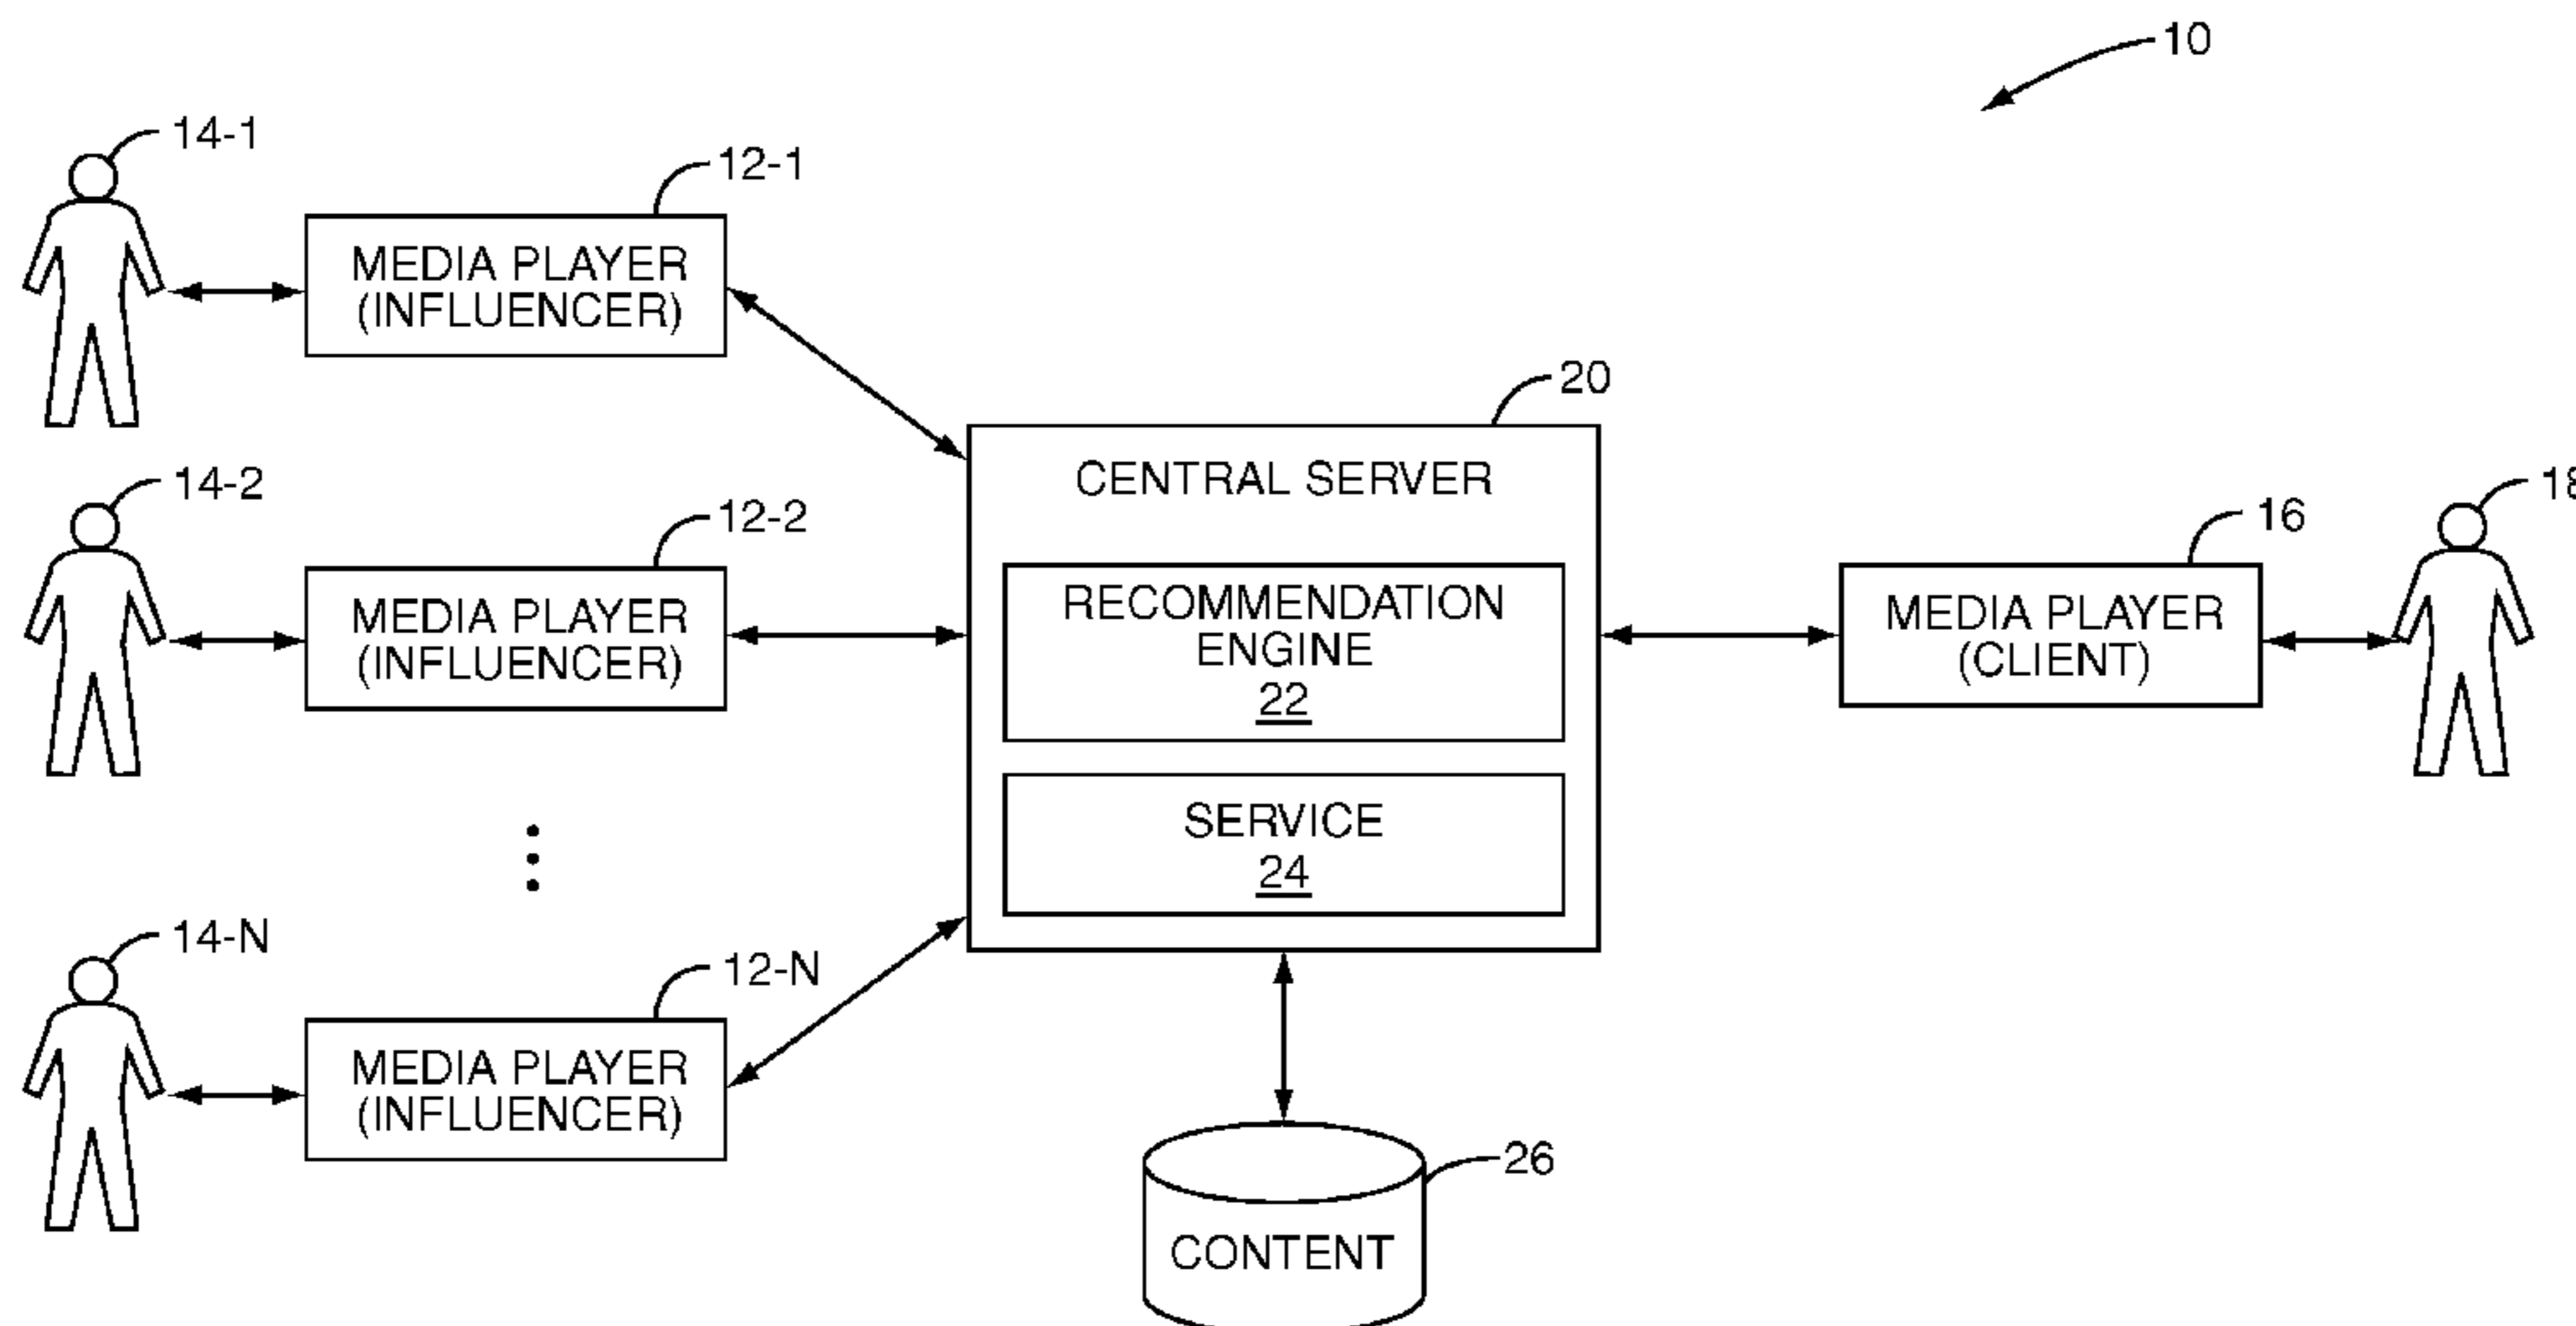 10
14-1
12-1
MEDIA PLAYER
(INFLUENCER)
14-2
12-2
MEDIA PLAYER
(INFLUENCER)
14-N
12-N
MEDIA PLAYER
(INFLUENCER)
20
CENTRAL SERVER
RECOMMENDATION
ENGINE
22
SERVICE
24
26
CONTENT
16
MEDIA PLAYER
(CLIENT)
18